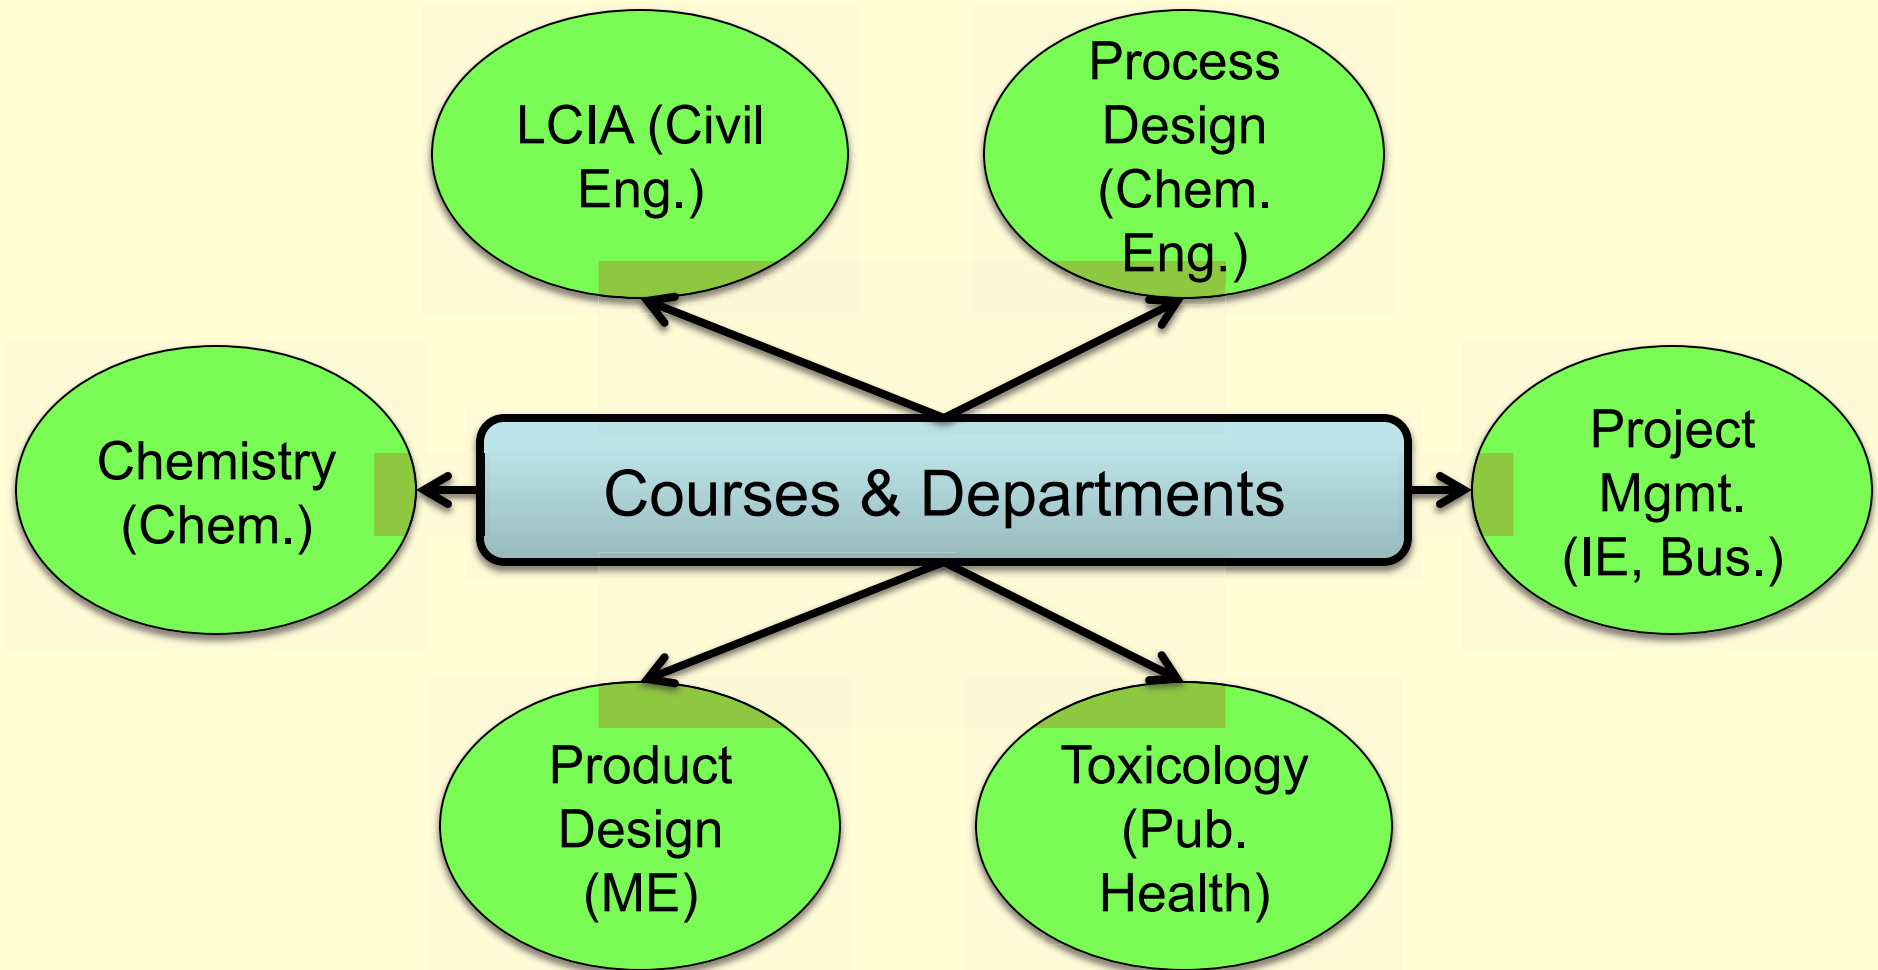 LCIA (Civil
Eng.)
Process
Design
(Chem.
Eng.)
Chemistry
(Chem.)
Courses & Departments
Project
Mgmt.
(IE, Bus.)
Product
Design
(ME)
Toxicology
(Pub.
Health)